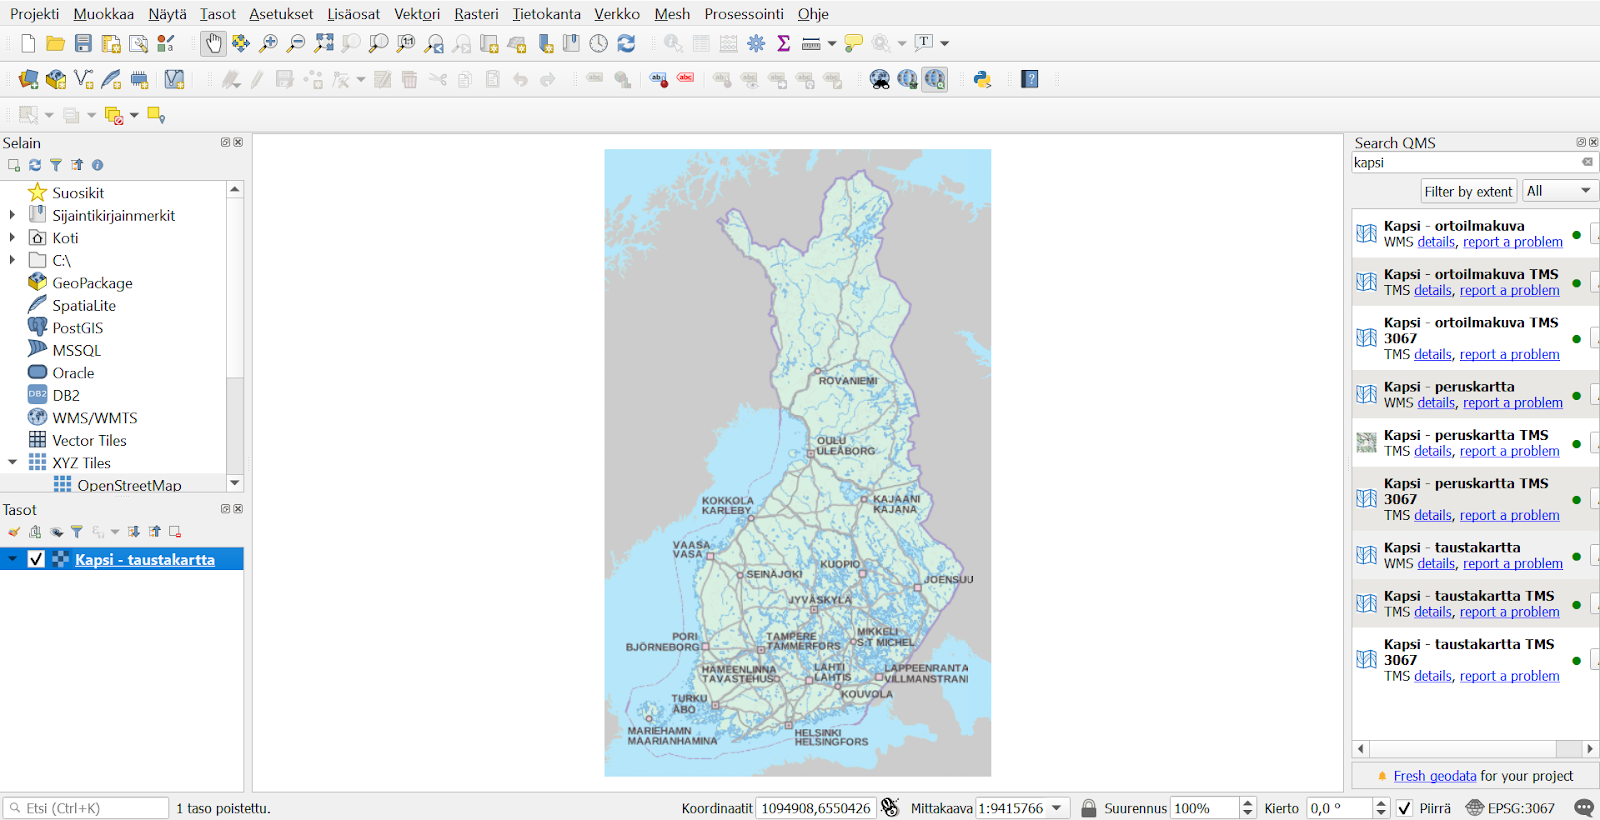 Projekti Muokkaa Näytä Tasot Asetukset Lisäosat Vektori Rasteri Tietokanta Verkko Mesh Prosessointi Ohje
Selain
Suosikit
Sijaintikirjainmerkit
Koti
C:\
GeoPackage
SpatiaLite
PostGIS
MSSQL
Oracle
DB2
WMS/WMTS
Vector Tiles
XYZ Tiles
OpenStreetMap
Tasot
Kapsi - taustakartta
ROVANIEMI
OULU
ULEÅBORG
KOKKOLA
KARLEBY
KAJAANI
KAJANA
VAASA
VASA
SEINÄJOKI
KUOPIO
JOENSUU
JYVÄSKYLÄ
PORI
BJÖRNEBORG
TAMPERE
TAMMERFORS
MIKKELI
S:T MICHEL
HÄMEENLINNA
TAVASTEHUS
LAHTI
LAHTIS
LAPPEENRANTA
VILLMANSTRAND
KOUVOLA
TURKU
ÅBO
MARIEHAMN
MAARIANHAMINA
HELSINKI
HELSINGFORS
Search QMS
kapsi
Filter by extent All
Kapsi - ortoilmakuva
WMS details, report a problem
Kapsi - ortoilmakuva TMS
TMS details, report a problem
Kapsi - ortoilmakuva TMS
3067
TMS details, report a problem
Kapsi - peruskartta
WMS details, report a problem
Kapsi - peruskartta TMS
TMS details, report a problem
Kapsi - peruskartta TMS
3067
TMS details, report a problem
Kapsi - taustakartta
WMS details, report a problem
Kapsi - taustakartta TMS
TMS details, report a problem
Kapsi - taustakartta TMS
3067
TMS details, report a problem
Fresh geodata for your project
Etsi (Ctrl+K) 1 taso poistettu. Koordinaatit 1094908,6550426 Mittakaava 1:9415766 Suurennus 100% Kierto 0,0 ° Piirrä EPSG:3067